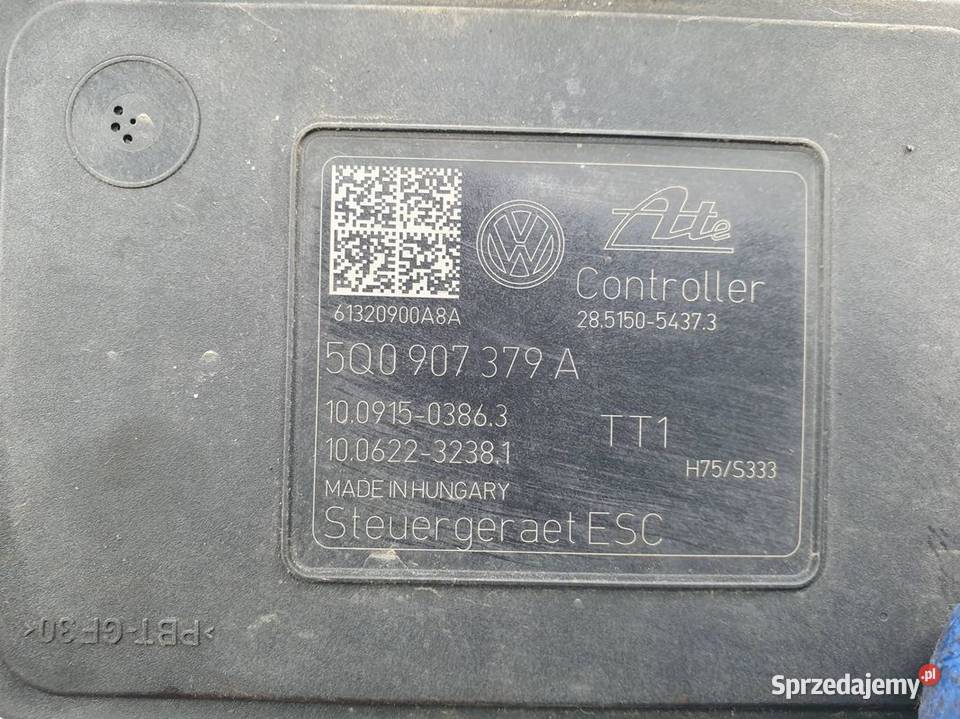 Ate
Controller
61320900A8A
28.5150-5437.3
5Q0 907 379 A
10.0915-0386.3
10.0622-3238.1
TT1
H75/S333
MADE IN HUNGARY
Steuergeraet ESC
>PBT-GF30<
Sprzedajemy.pl